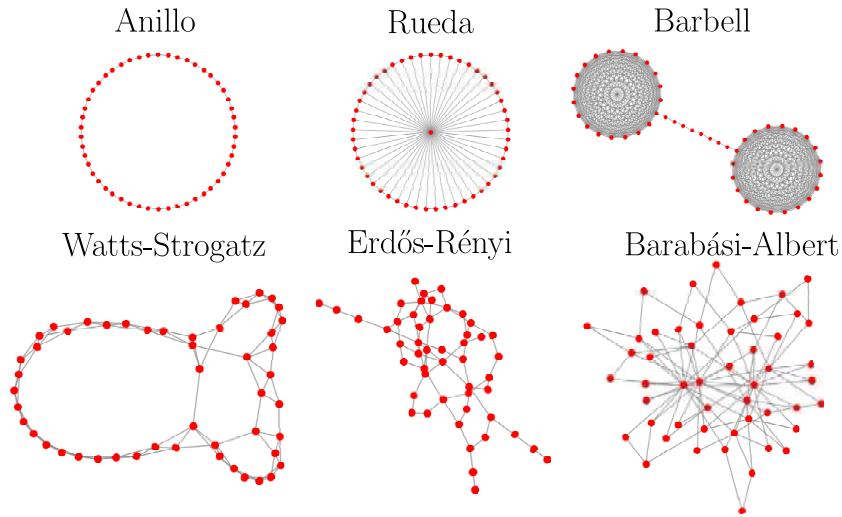 Anillo
Rueda
Barbell
Watts-Strogatz
Erdős-Rényi
Barabási-Albert